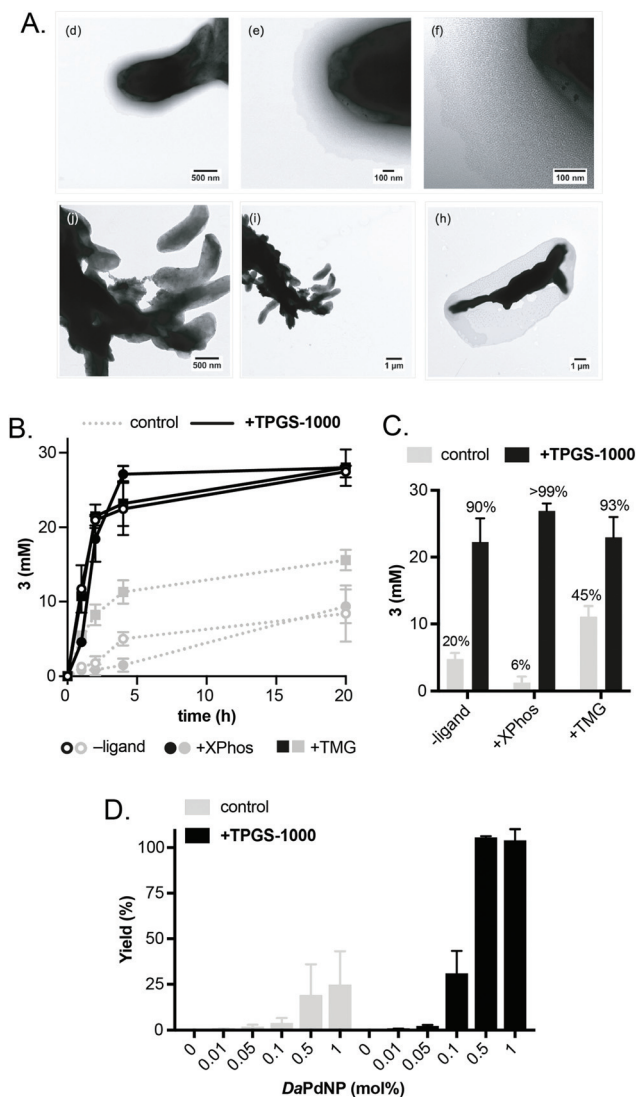 A.
(d) (e) (f)
500 nm 100 nm 100 nm
(j) (i) (h)
500 nm 1 µm 1 µm
B.
control +TPGS-1000
30
20
10
0
3 (mM)
0 5 10 15 20
time (h)
–ligand +XPhos +TMG
C.
control +TPGS-1000
30
20
10
0
3 (mM)
20% 90% 6% >99% 45% 93%
-ligand +XPhos +TMG
D.
control
+TPGS-1000
100
75
50
25
0
Yield (%)
0 0.01 0.05 0.1 0.5 1 0 0.01 0.05 0.1 0.5 1
DaPdNP (mol%)